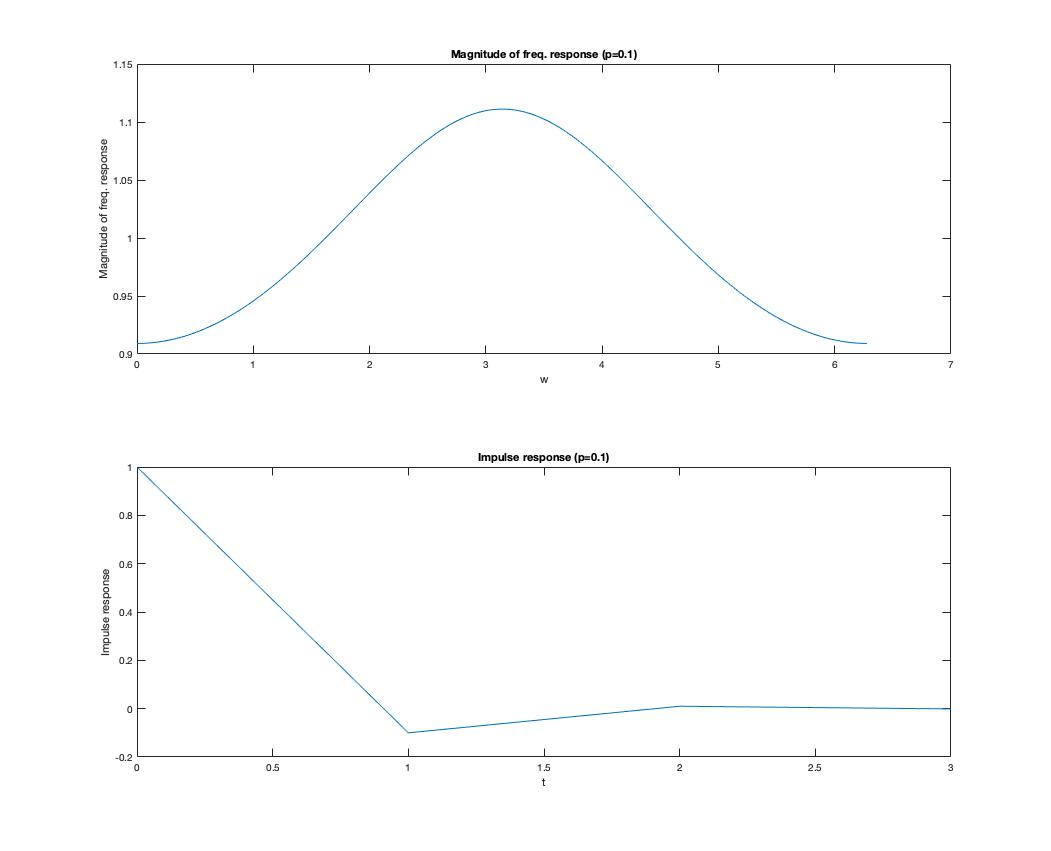 Magnitude of freq. response (p=0.1)
1.15
1.1
1.05
1
0.95
0.9
Magnitude of freq. response
0 1 2 3 4 5 6 7
w
Impulse response (p=0.1)
1
0.8
0.6
0.4
0.2
0
-0.2
Impulse response
0 0.5 1 1.5 2 2.5 3
t